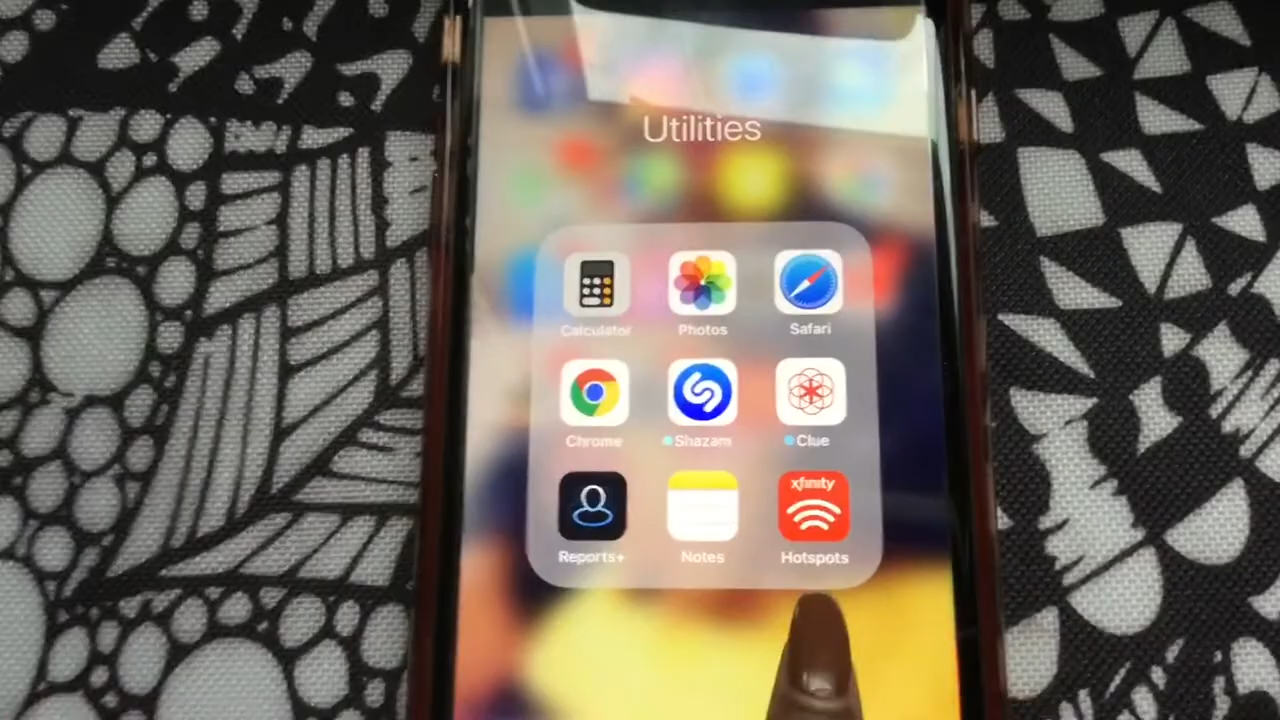 Utilities
Calculator
Photos
Safari
Chrome
Shazam
Clue
xfinity
Reports+
Notes
Hotspots